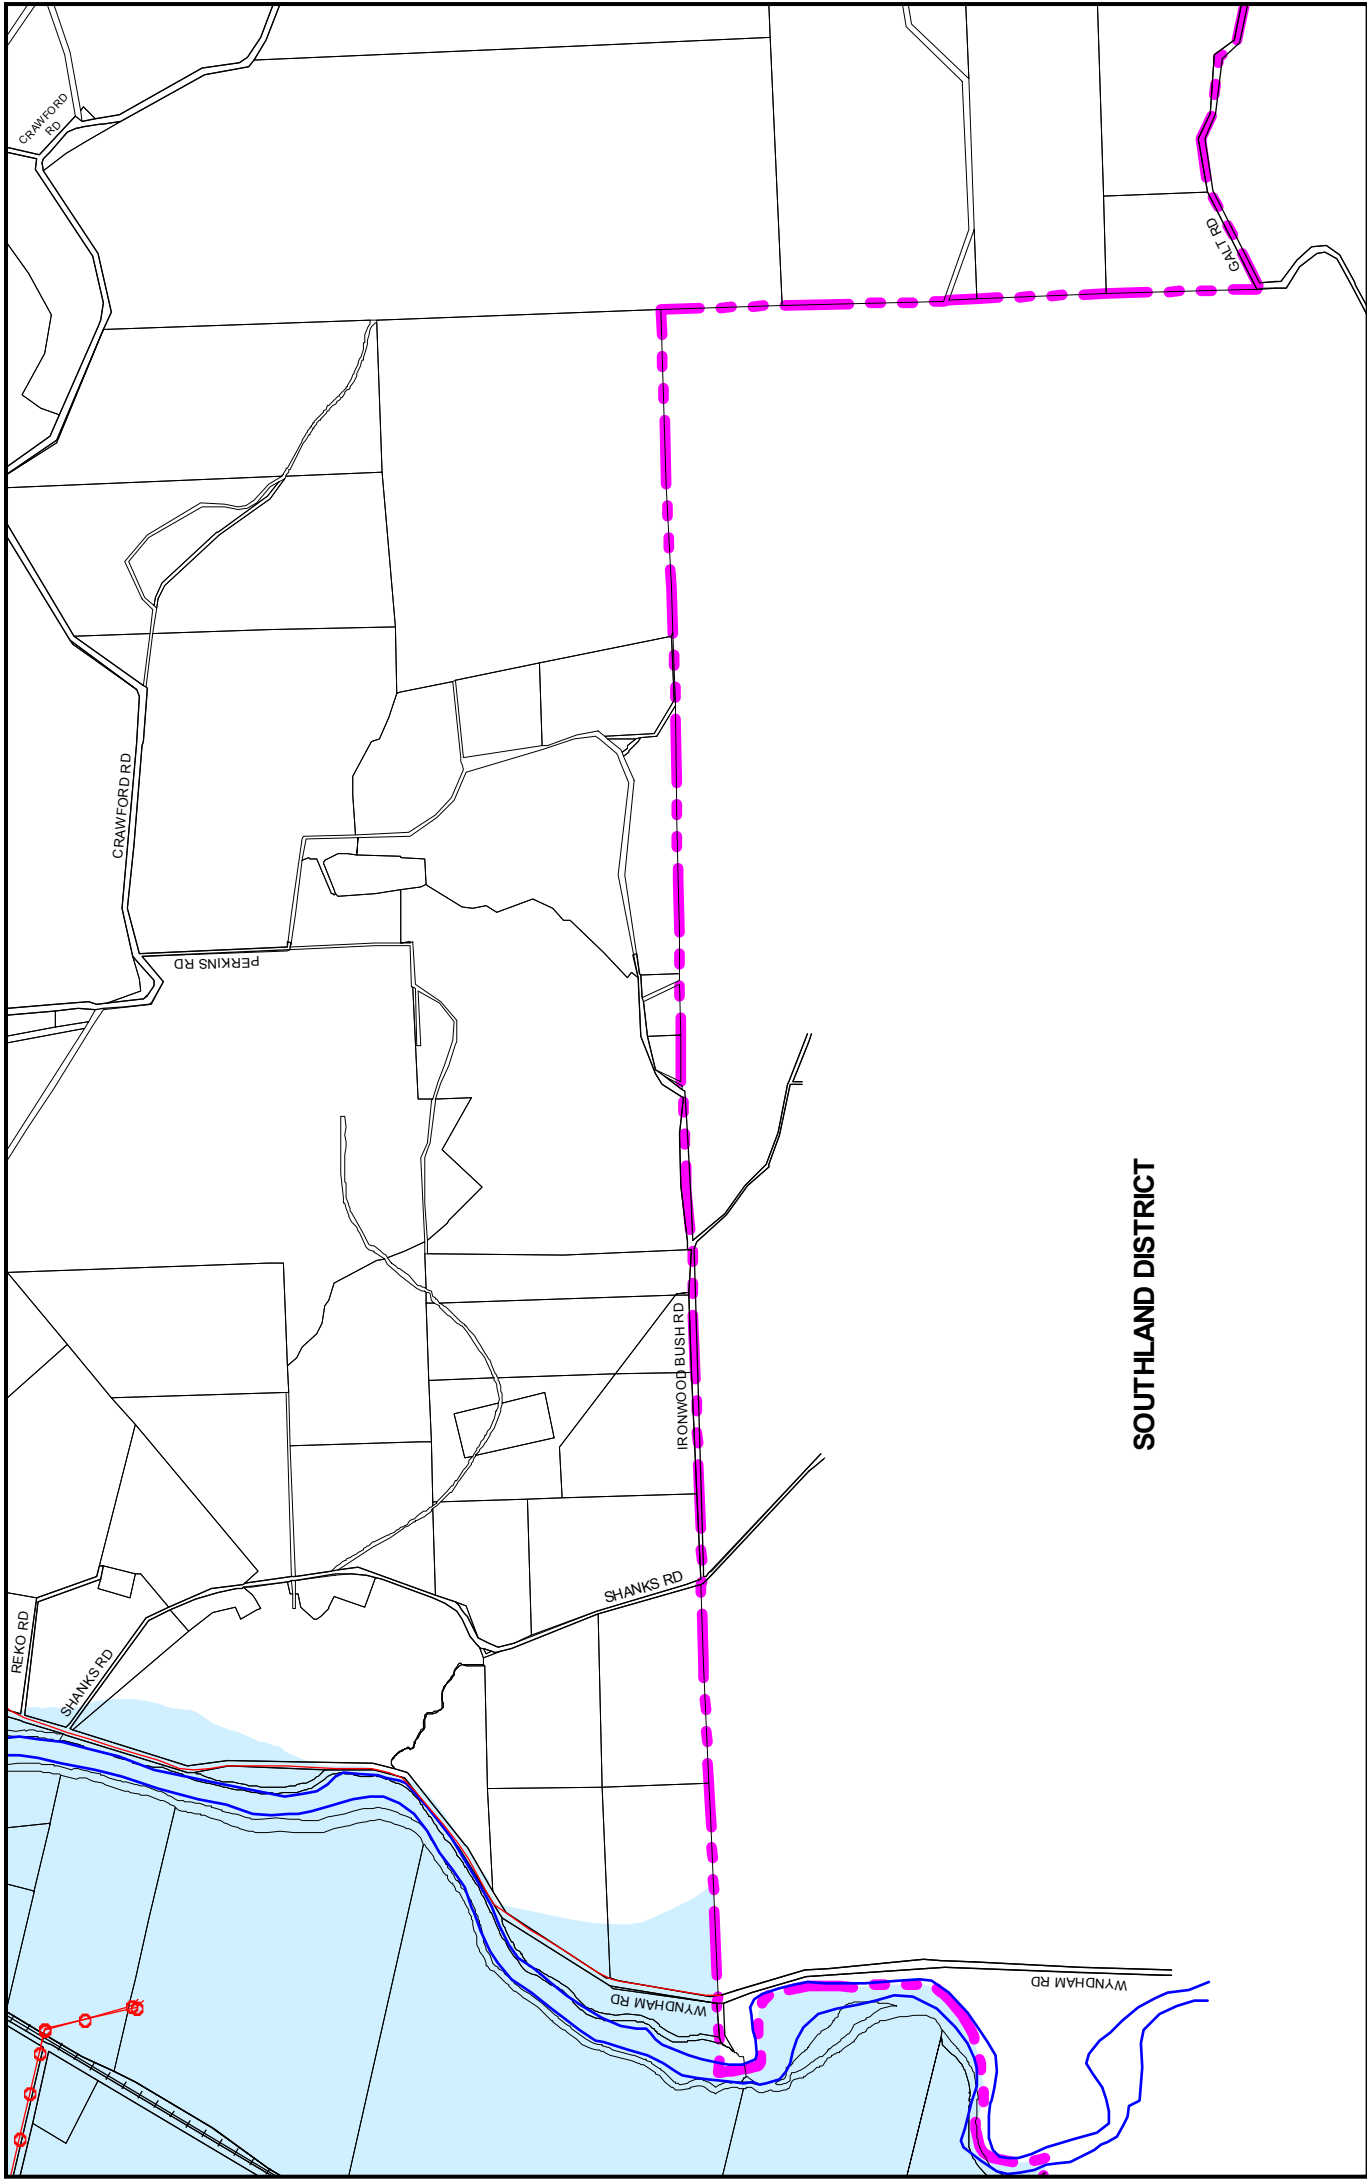 CRAWFORD
RD
GALT RD
CRAWFORD RD
PERKINS RD
IRONWOOD BUSH RD
SOUTHLAND DISTRICT
SHANKS RD
REKO RD
SHANKS RD
WYNDHAM RD
WYNDHAM RD